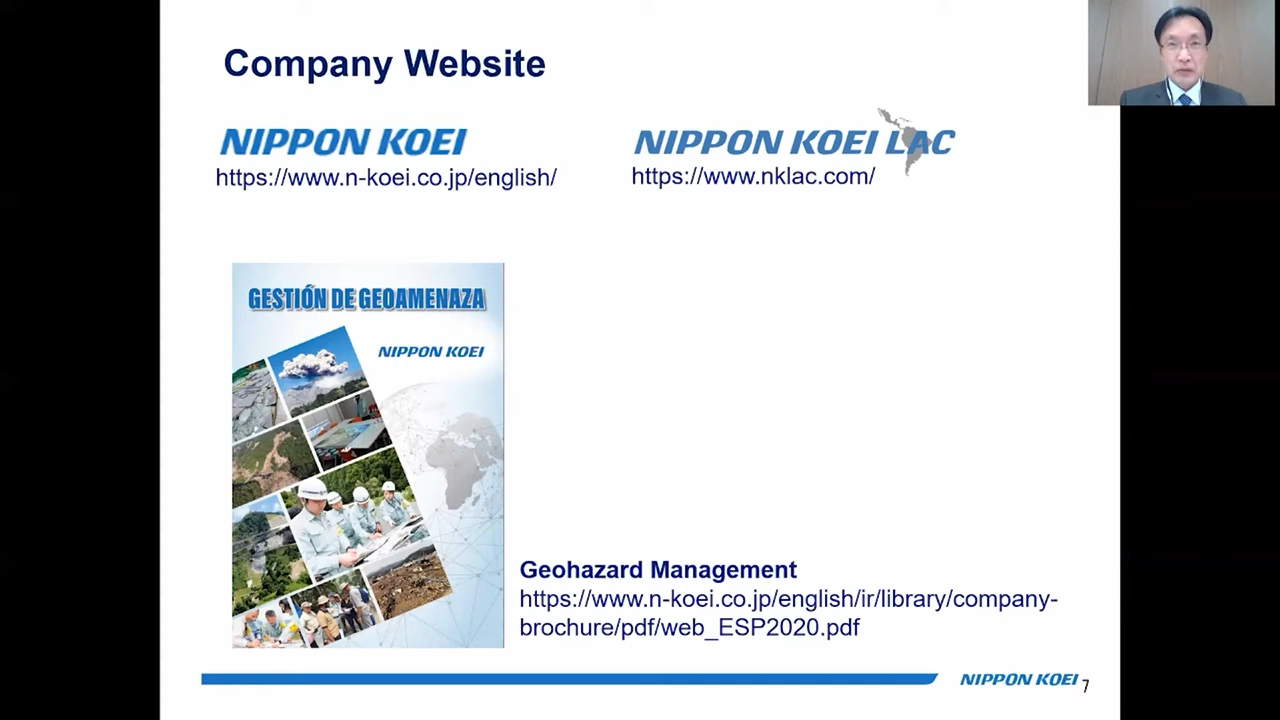 Company Website
NIPPON KOEI
https://www.n-koei.co.jp/english/
NIPPON KOEI LAC
https://www.nklac.com/
GESTIÓN DE GEOAMENAZA
NIPPON KOEI
Geohazard Management
https://www.n-koei.co.jp/english/ir/library/company-
brochure/pdf/web_ESP2020.pdf
NIPPON KOEI
7